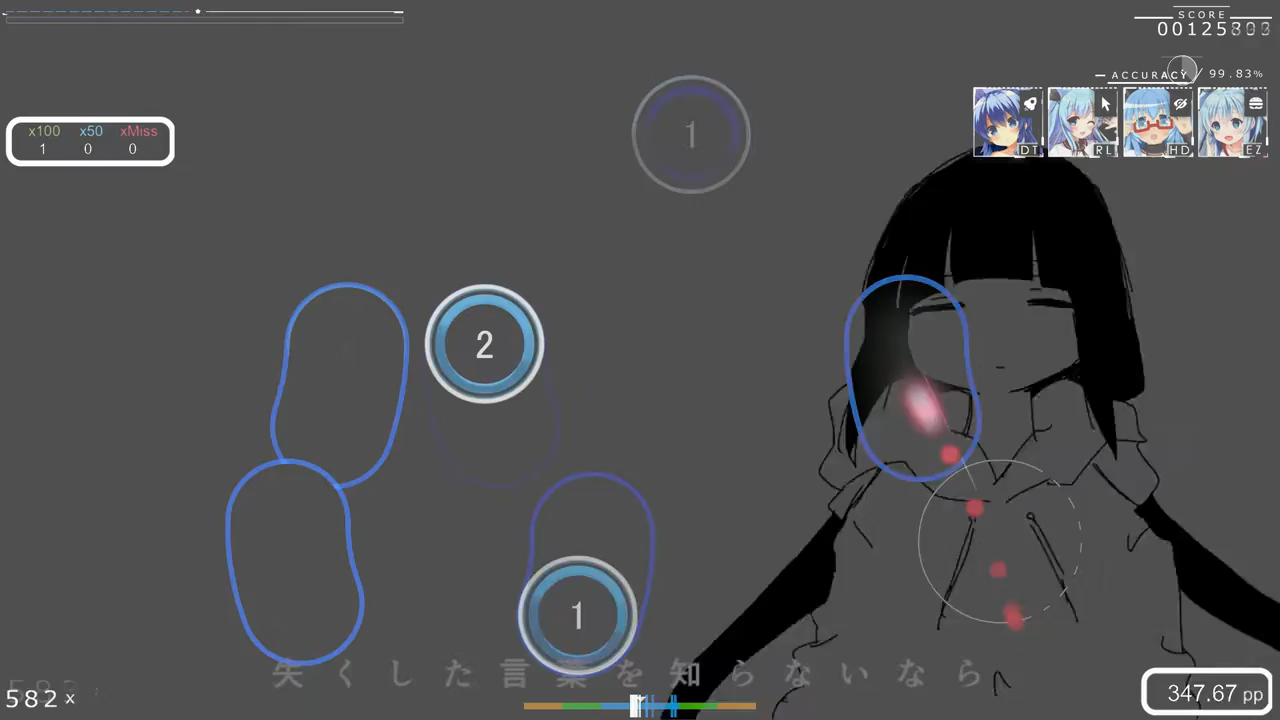 SCORE
ACCURACY 99.83%
DT RL HD EZ
x100 x50 xMiss
1 0 0
1
2
1
失くした言葉を知らないなら
582x
347.67 pp